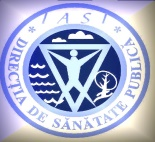 IAȘI
DIRECȚIA DE SĂNĂTATE PUBLICĂ